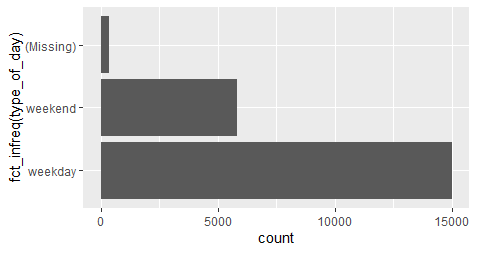 (Missing)
weekend
weekday
fct_infreq(type_of_day)
0
5000
10000
15000
count